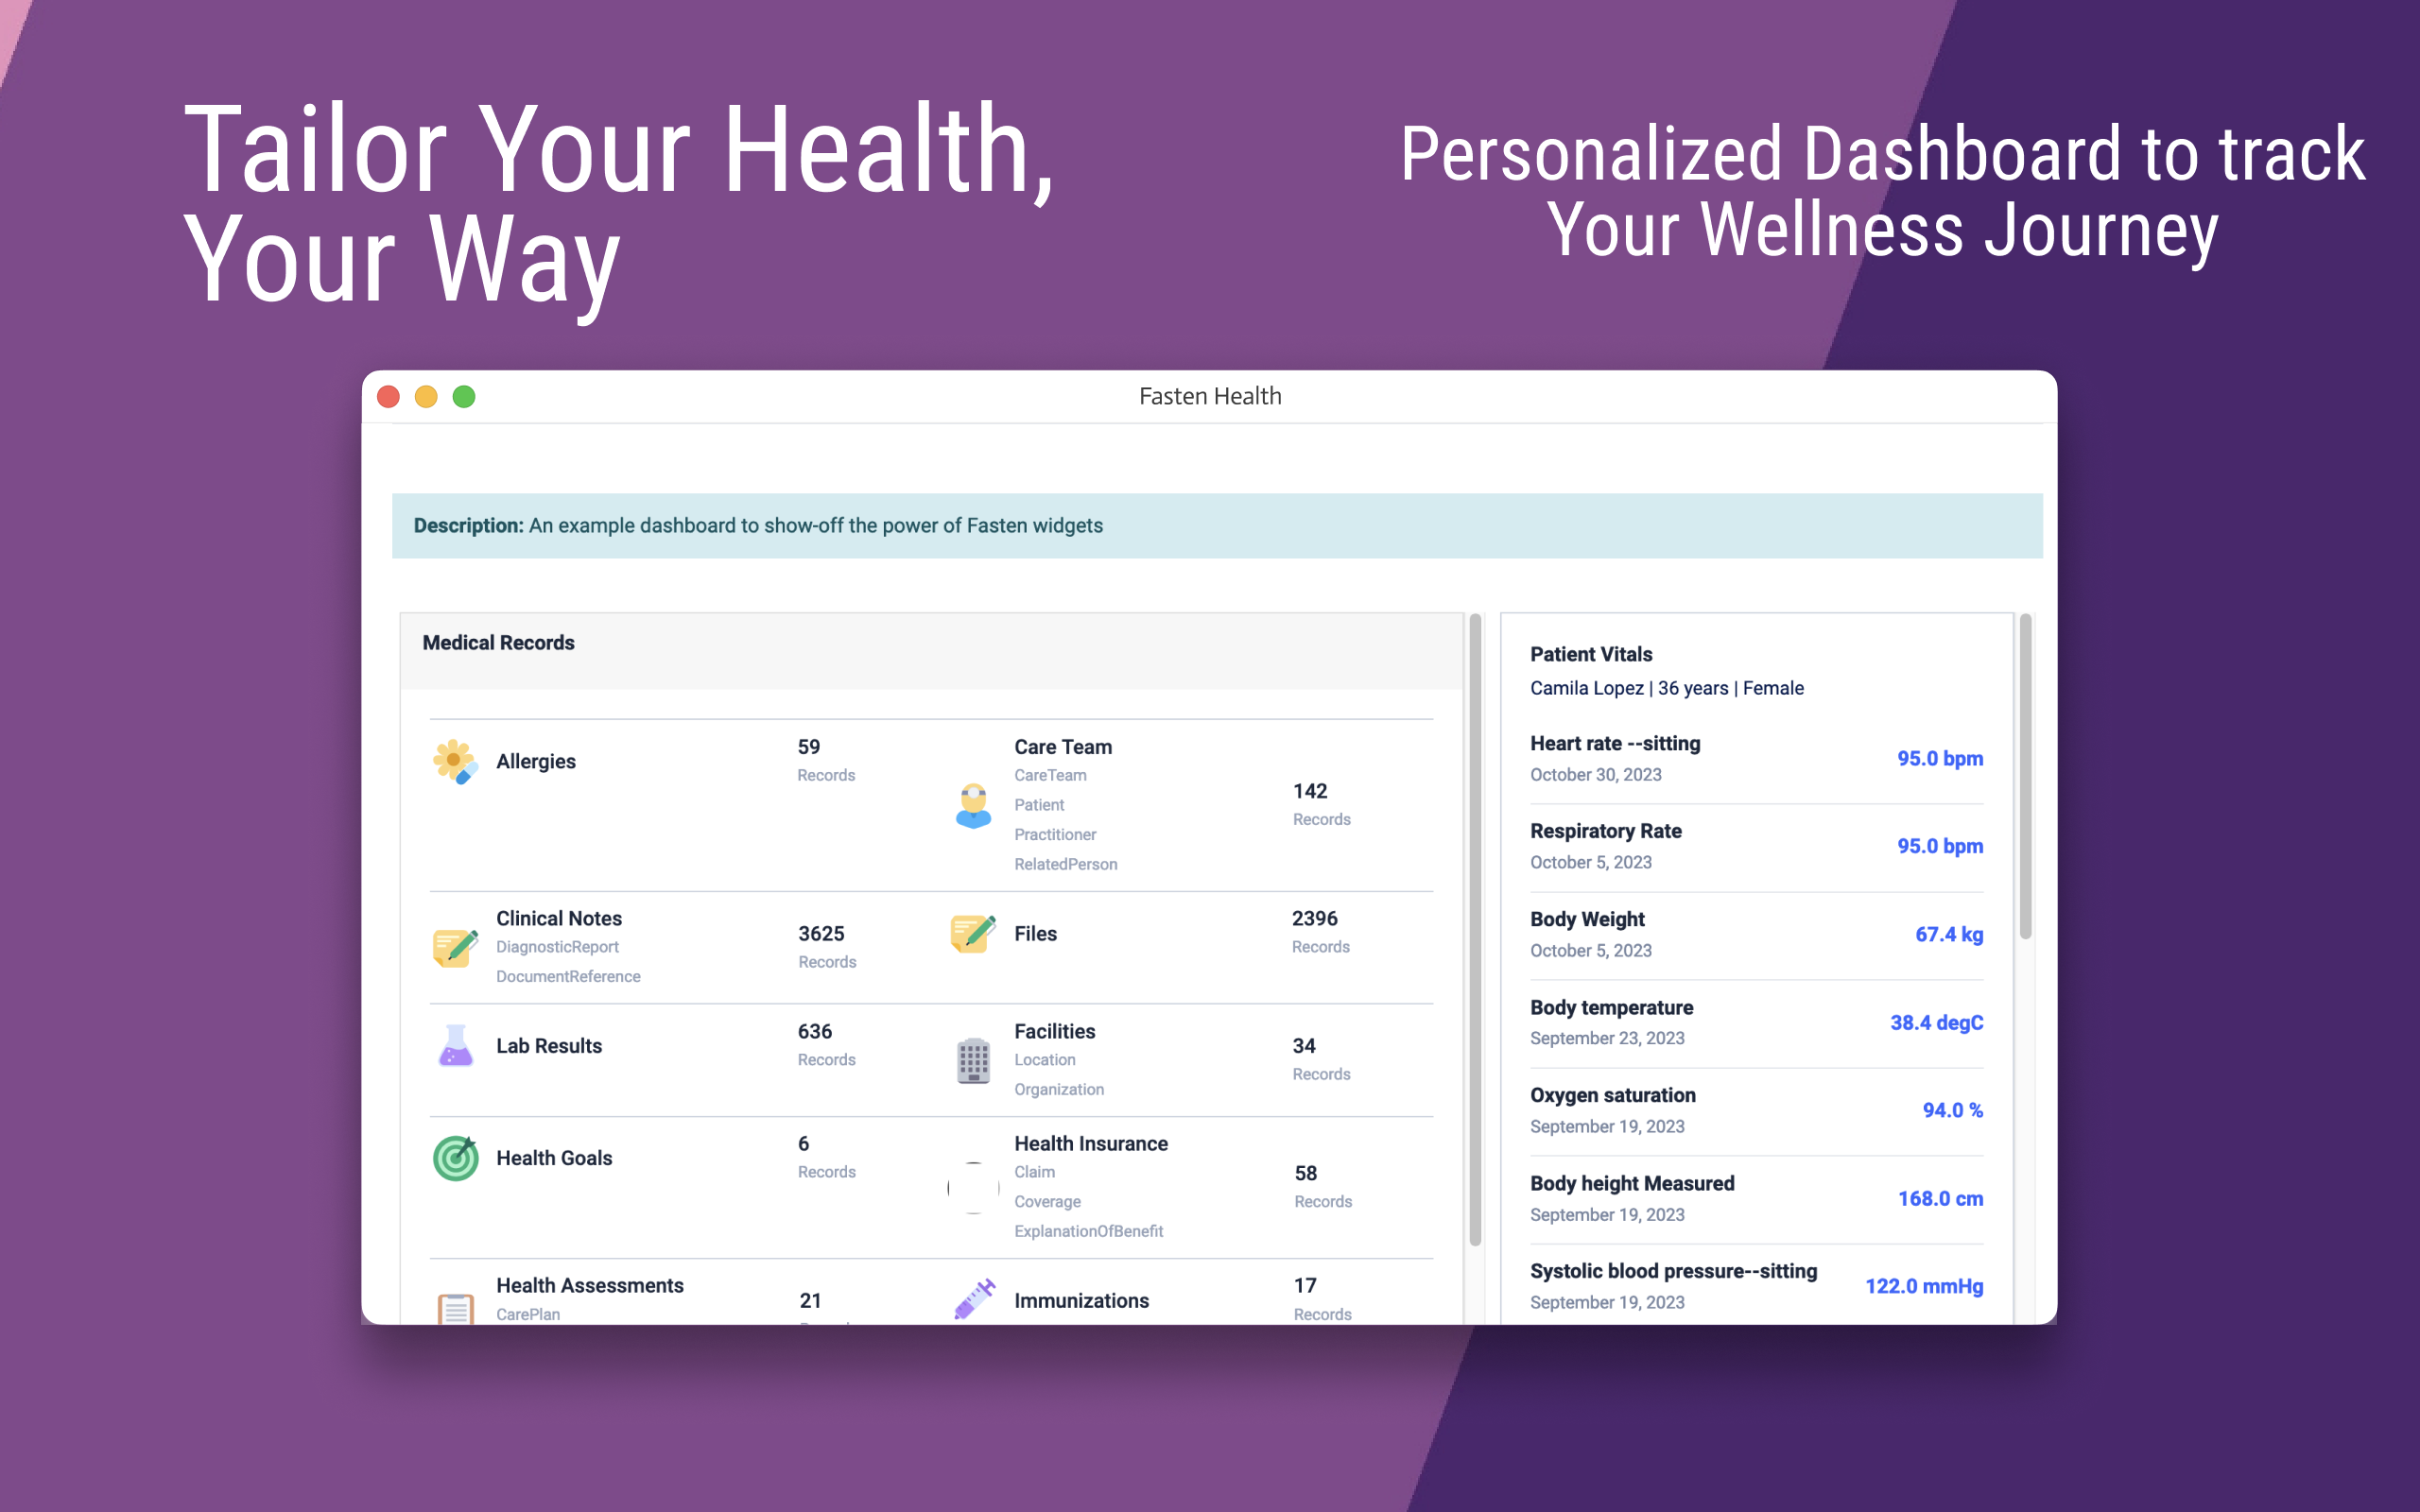 Tailor Your Health,
Your Way
Personalized Dashboard to track
Your Wellness Journey
Fasten Health
Description: An example dashboard to show-off the power of Fasten widgets
Medical Records
Allergies
59
Records
Care Team
CareTeam
Patient
Practitioner
RelatedPerson
142
Records
Clinical Notes
DiagnosticReport
DocumentReference
3625
Records
Files
2396
Records
Lab Results
636
Records
Facilities
Location
Organization
34
Records
Health Goals
6
Records
Health Insurance
Claim
Coverage
ExplanationOfBenefit
58
Records
Health Assessments
CarePlan
21
Immunizations
17
Records
Patient Vitals
Camila Lopez | 36 years | Female
Heart rate --sitting
October 30, 2023
95.0 bpm
Respiratory Rate
October 5, 2023
95.0 bpm
Body Weight
October 5, 2023
67.4 kg
Body temperature
September 23, 2023
38.4 degC
Oxygen saturation
September 19, 2023
94.0 %
Body height Measured
September 19, 2023
168.0 cm
Systolic blood pressure--sitting
September 19, 2023
122.0 mmHg